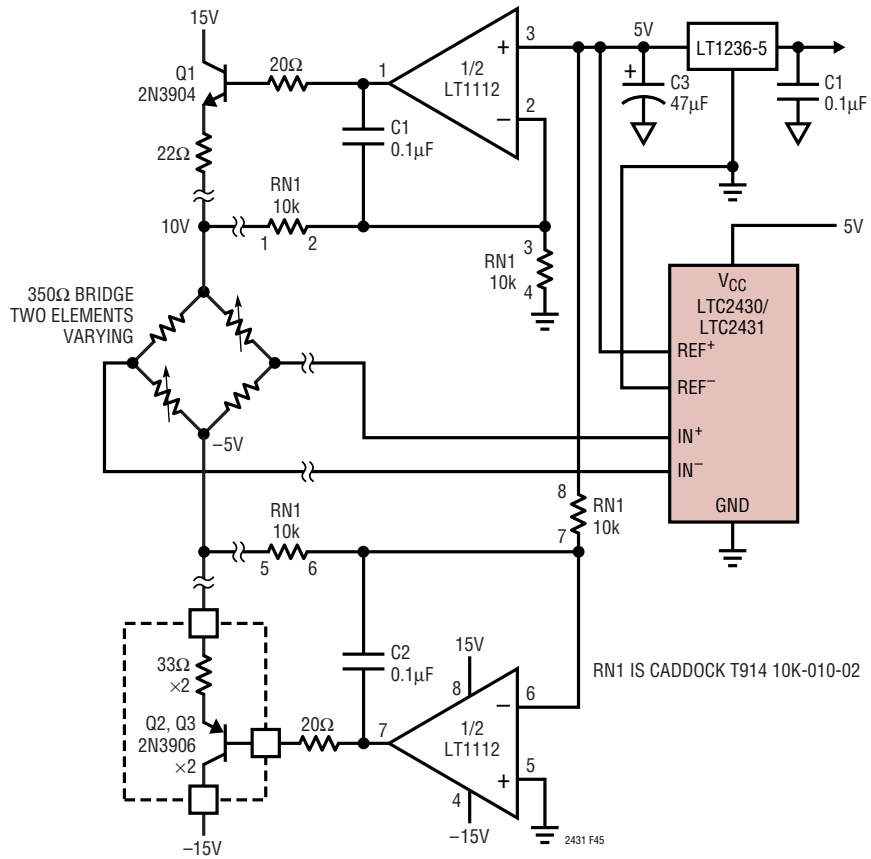 15V
Q1
2N3904
20Ω
1
1/2
LT1112
3
2
5V
LT1236-5
C3
47µF
C1
0.1µF
C1
0.1µF
22Ω
10V
RN1
10k
1
2
RN1
10k
3
4
5V
350Ω BRIDGE
TWO ELEMENTS
VARYING
VCC
LTC2430/
LTC2431
REF+
REF–
IN+
IN–
GND
–5V
8
RN1
10k
7
RN1
10k
5
6
C2
0.1µF
15V
8
RN1 IS CADDOCK T914 10K-010-02
33Ω
×2
Q2, Q3
2N3906
×2
20Ω
7
1/2
LT1112
6
5
4
–15V
–15V
2431 F45